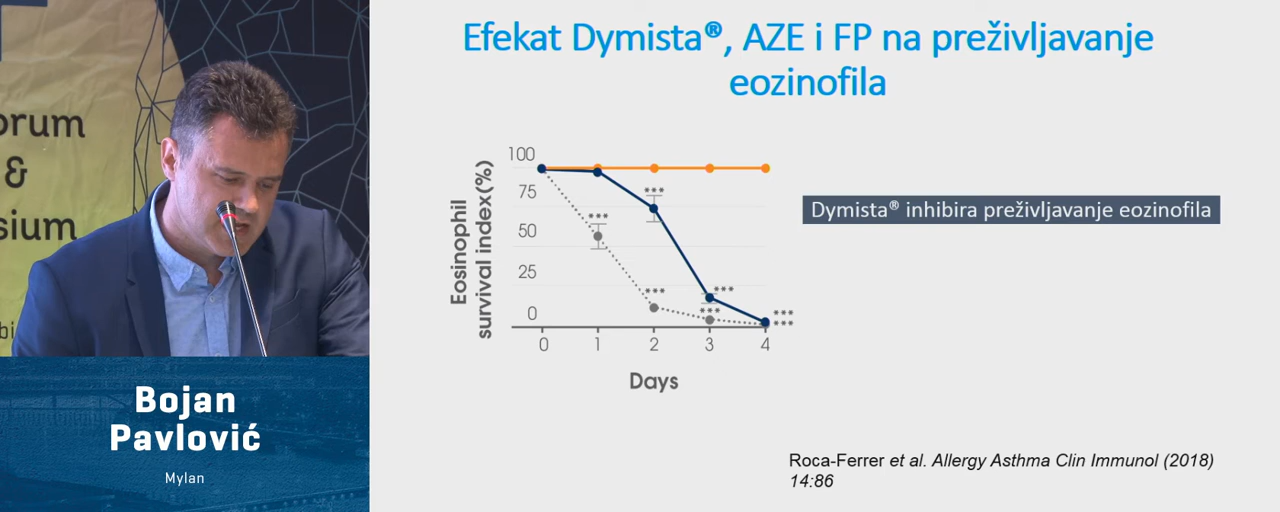 orum
&
sium
bi
Bojan
Pavlović
Mylan
Efekat Dymista®, AZE i FP na preživljavanje
eozinofila
Eosinophil
survival index(%)
100
75
50
25
0
***
***
***
***
***
***
***
0 1 2 3 4
Days
Dymista® inhibira preživljavanje eozinofila
Roca-Ferrer et al. Allergy Asthma Clin Immunol (2018)
14:86